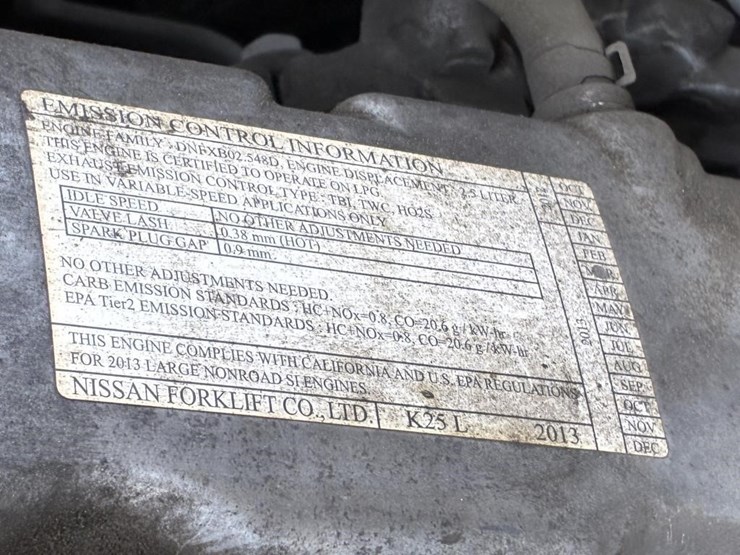 EMISSION CONTROL INFORMATION
ENGINE FAMILY : DNFXB02.548D, ENGINE DISPLACEMENT : 2.5 LITER
THIS ENGINE IS CERTIFIED TO OPERATE ON LPG.
EXHAUST EMISSION CONTROL TYPE : TBI, TWC, HO2S
USE IN VARIABLE-SPEED APPLICATIONS ONLY
IDLE SPEED NO OTHER ADJUSTMENTS NEEDED
VALVE LASH 0.38 mm (HOT)
SPARK PLUG GAP 0.9 mm
NO OTHER ADJUSTMENTS NEEDED.
CARB EMISSION STANDARDS : HC+NOx=0.8, CO=20.6 g / kW-hr
EPA Tier2 EMISSION STANDARDS : HC+NOx=0.8, CO=20.6 g / kW-hr
THIS ENGINE COMPLIES WITH CALIFORNIA AND U.S. EPA REGULATIONS
FOR 2013 LARGE NONROAD SI ENGINES
NISSAN FORKLIFT CO., LTD. K25 L 2013
OCT
NOV
DEC
JAN
FEB
APR
MAY
JUN
JUL
AUG
SEP
OCT
NOV
DEC
2013